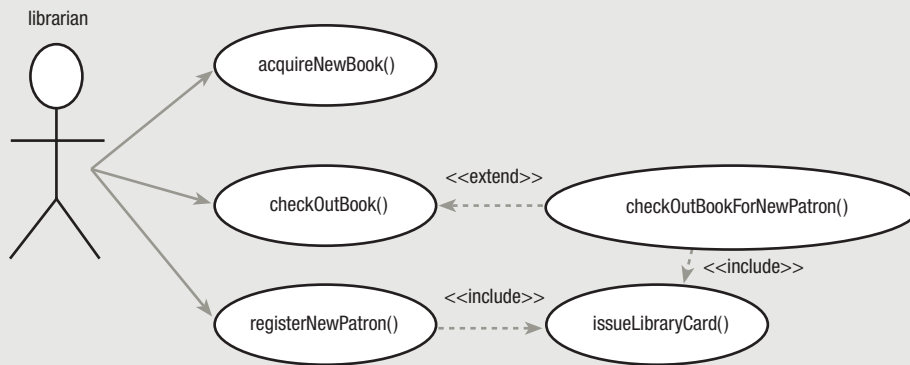 librarian
acquireNewBook()
<<extend>>
checkOutBook()
checkOutBookForNewPatron()
<<include>>
<<include>>
registerNewPatron()
issueLibraryCard()